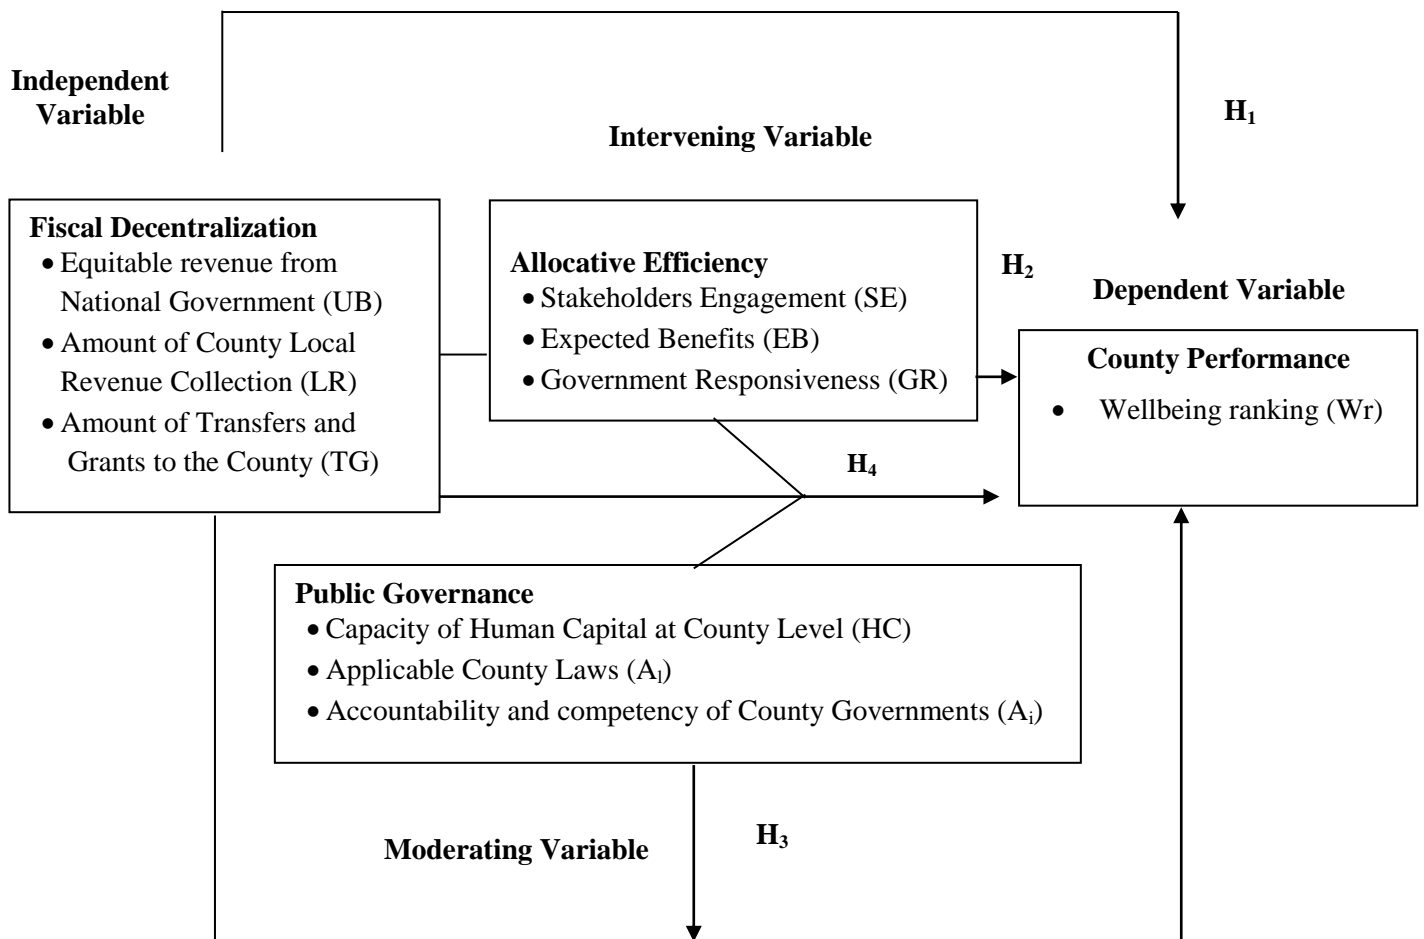 Independent
Variable
H₁
Intervening Variable
Fiscal Decentralization
• Equitable revenue from
National Government (UB)
• Amount of County Local
Revenue Collection (LR)
• Amount of Transfers and
Grants to the County (TG)
Allocative Efficiency
• Stakeholders Engagement (SE)
• Expected Benefits (EB)
• Government Responsiveness (GR)
H₂
Dependent Variable
County Performance
• Wellbeing ranking (Wr)
H₄
Public Governance
• Capacity of Human Capital at County Level (HC)
• Applicable County Laws (Aₗ)
• Accountability and competency of County Governments (Aᵢ)
Moderating Variable
H₃